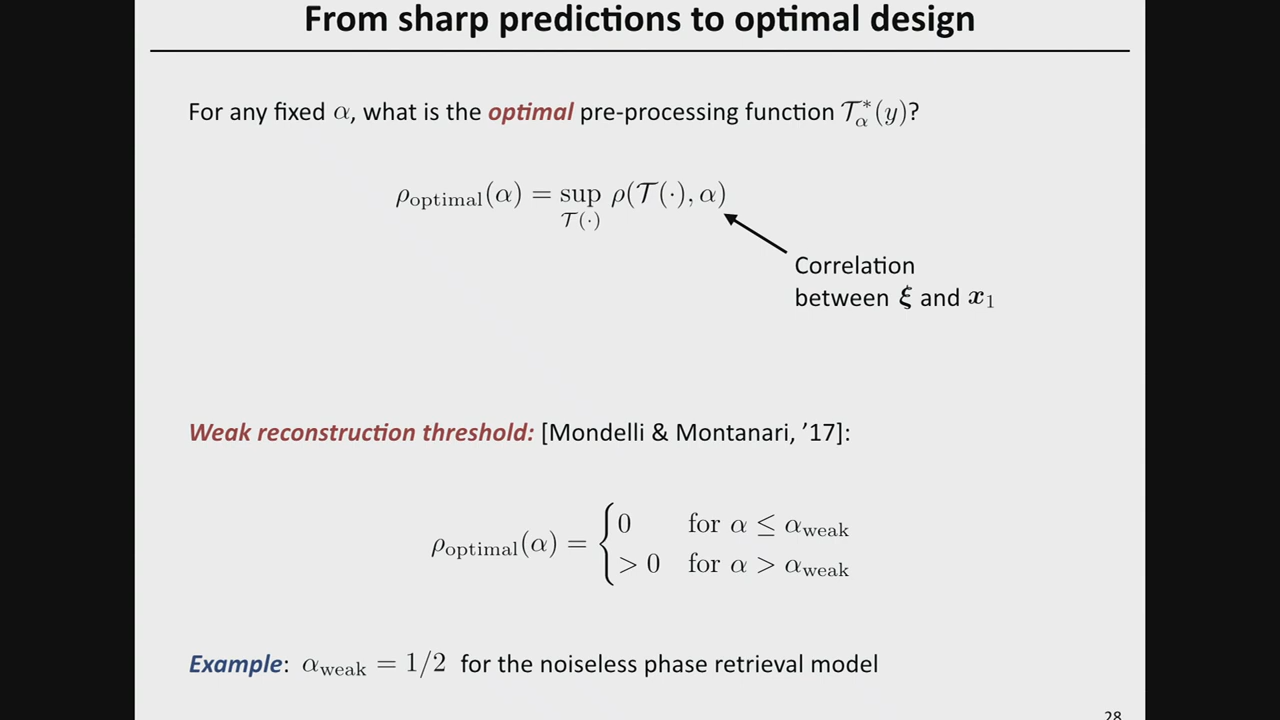 From sharp predictions to optimal design
For any fixed α, what is the optimal pre-processing function 𝒯*_α(y)?
ρ_optimal(α) = sup_{𝒯(·)} ρ(𝒯(·), α)
Correlation
between ξ and x₁
Weak reconstruction threshold: [Mondelli & Montanari, ’17]:
ρ_optimal(α) = { 0 for α ≤ α_weak
> 0 for α > α_weak
Example: α_weak = 1/2 for the noiseless phase retrieval model
28